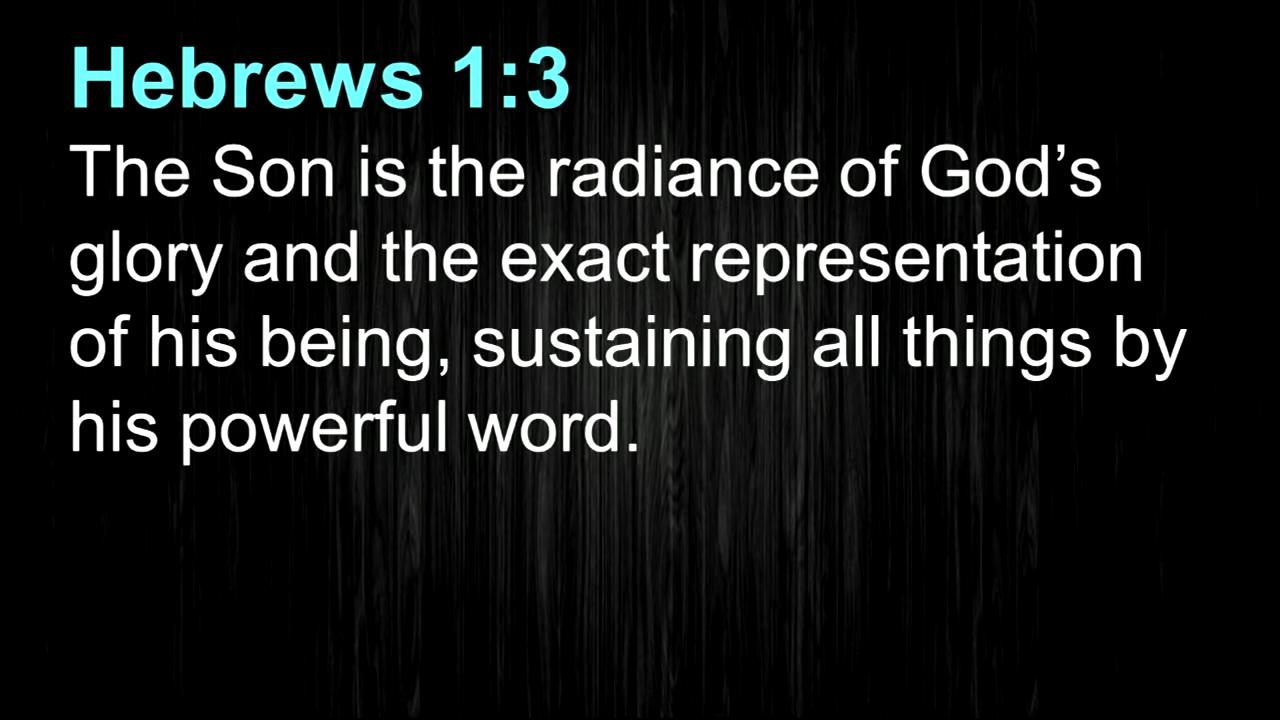 Hebrews 1:3
The Son is the radiance of God’s
glory and the exact representation
of his being, sustaining all things by
his powerful word.